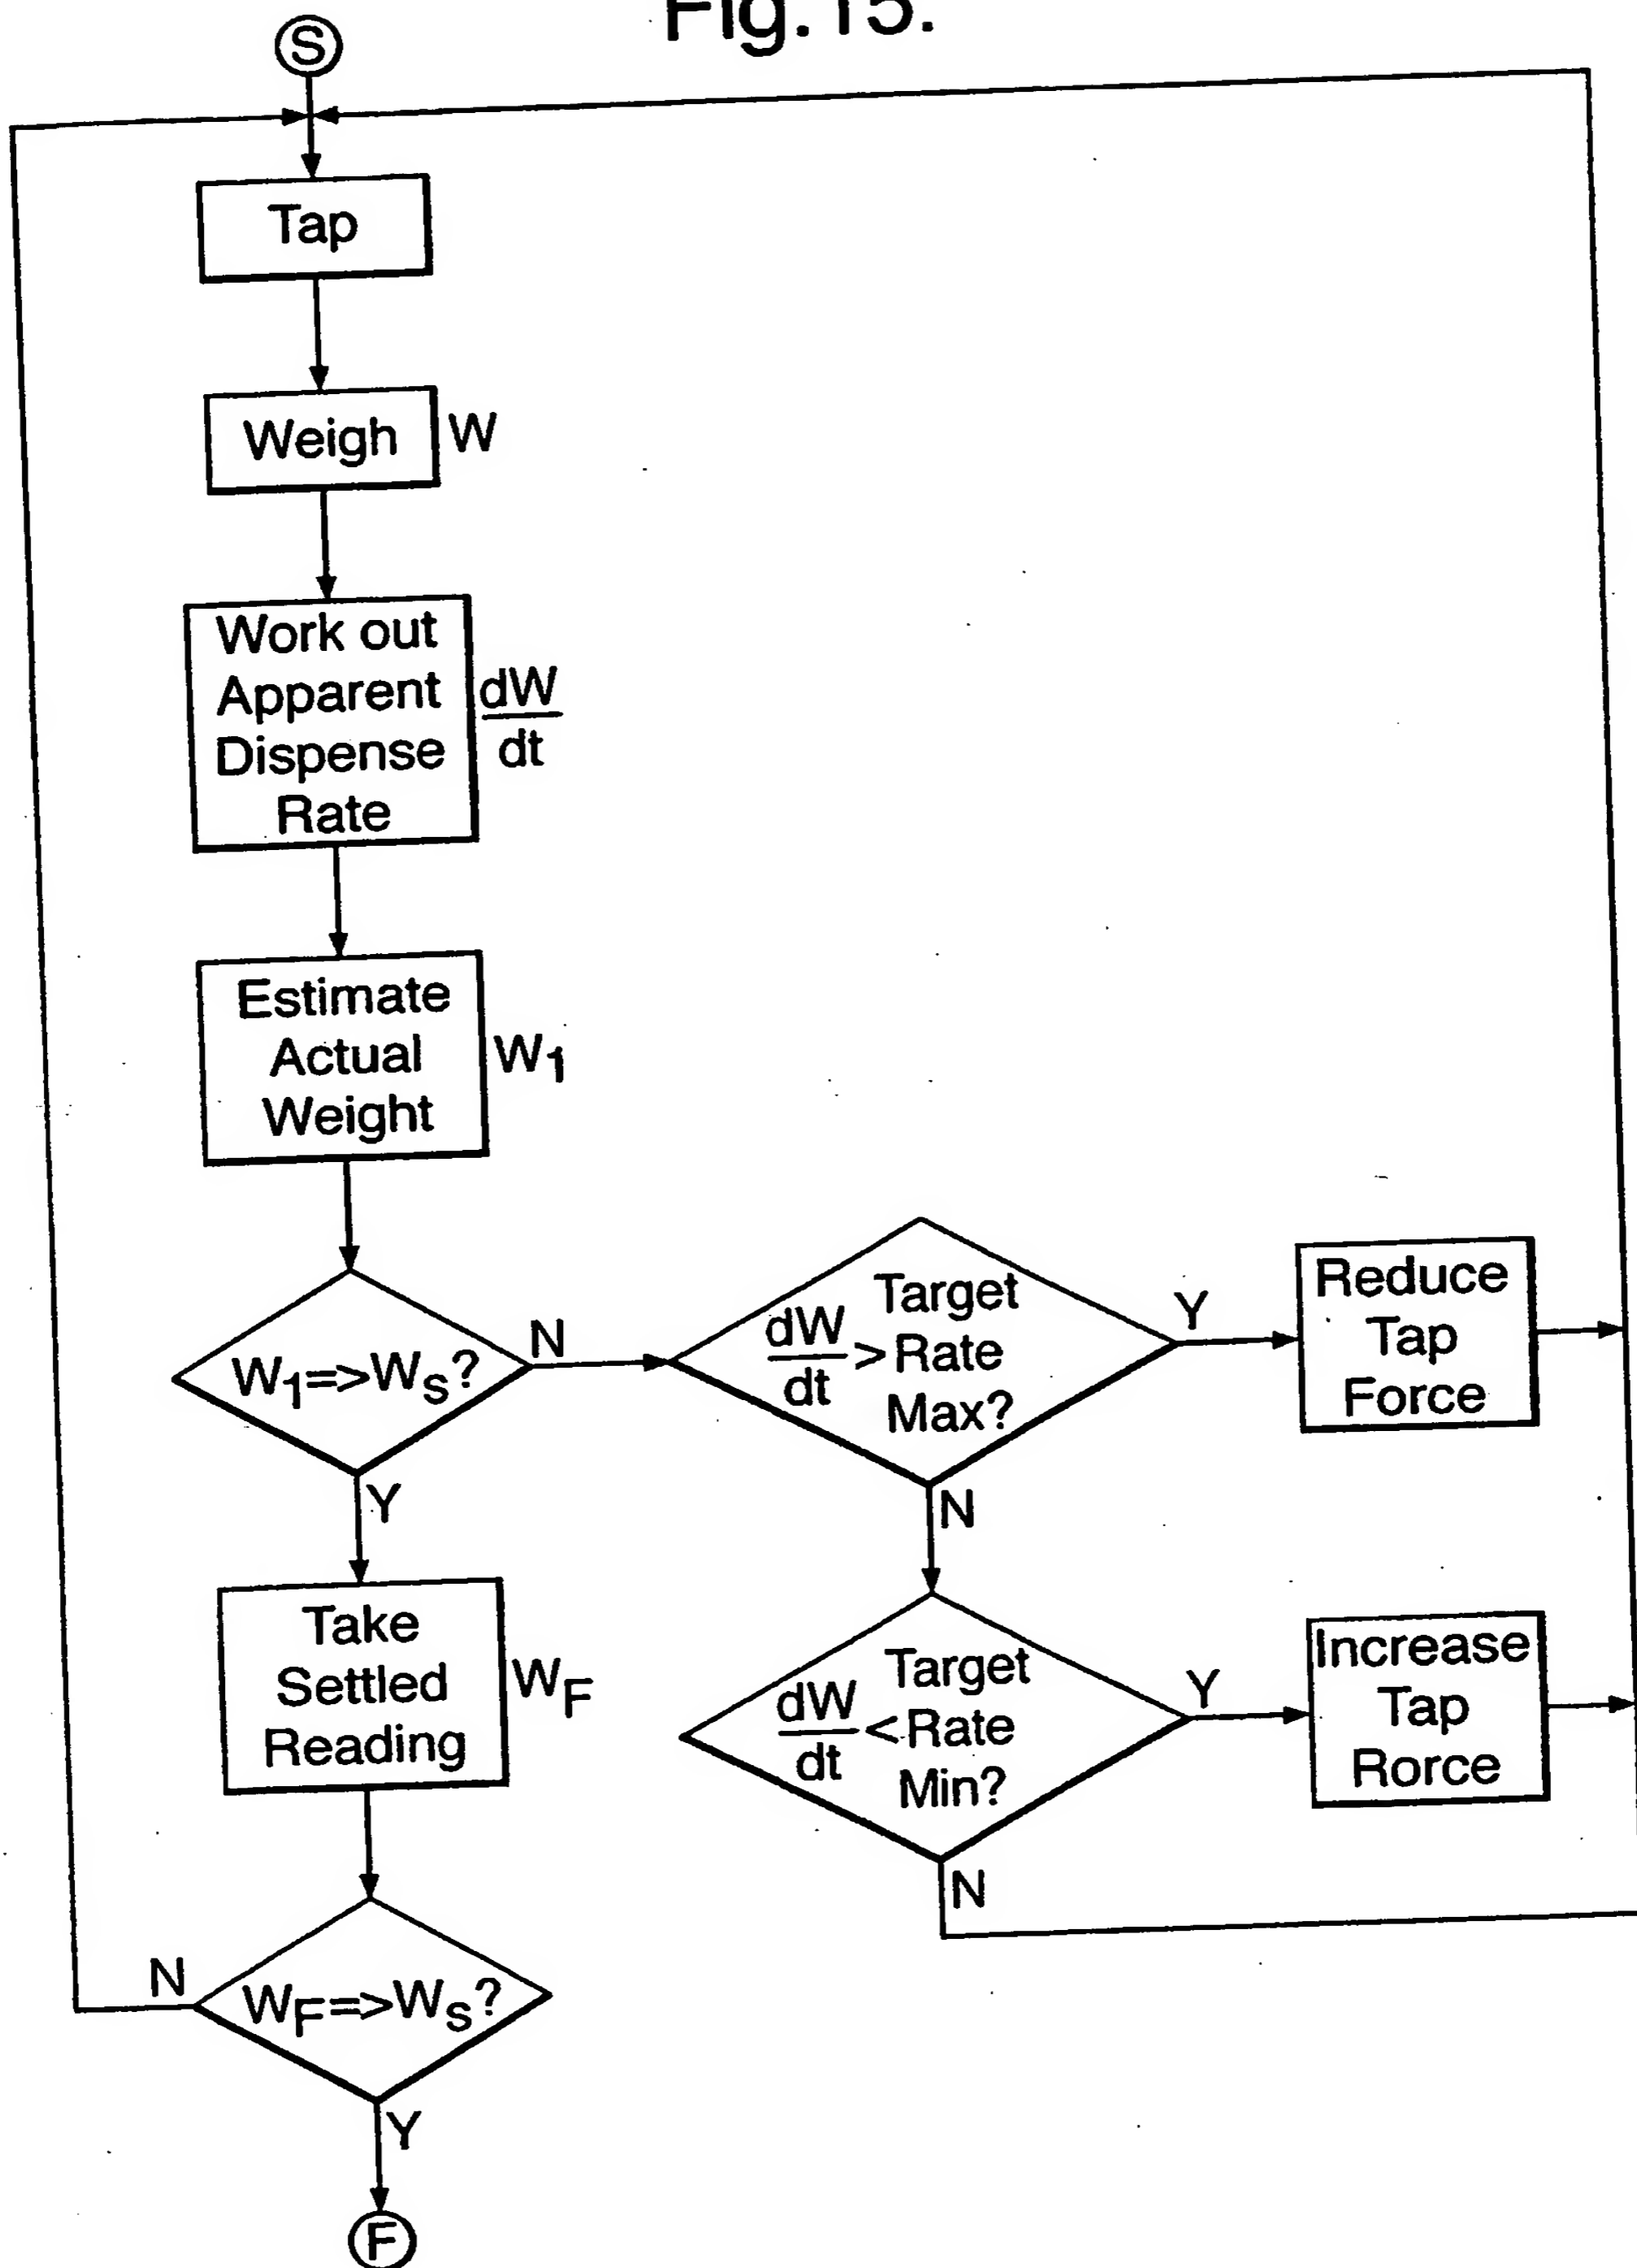 Fig.15.
S
Tap
Weigh
W
Work out
Apparent
Dispense
Rate
dW
dt
Estimate
Actual
Weight
W1
W1=>WS?
N
Y
dW
dt
>
Target
Rate
Max?
Y
N
Reduce
Tap
Force
Take
Settled
Reading
WF
dW
dt
<
Target
Rate
Min?
Y
N
Increase
Tap
Rorce
WF=>WS?
N
Y
F